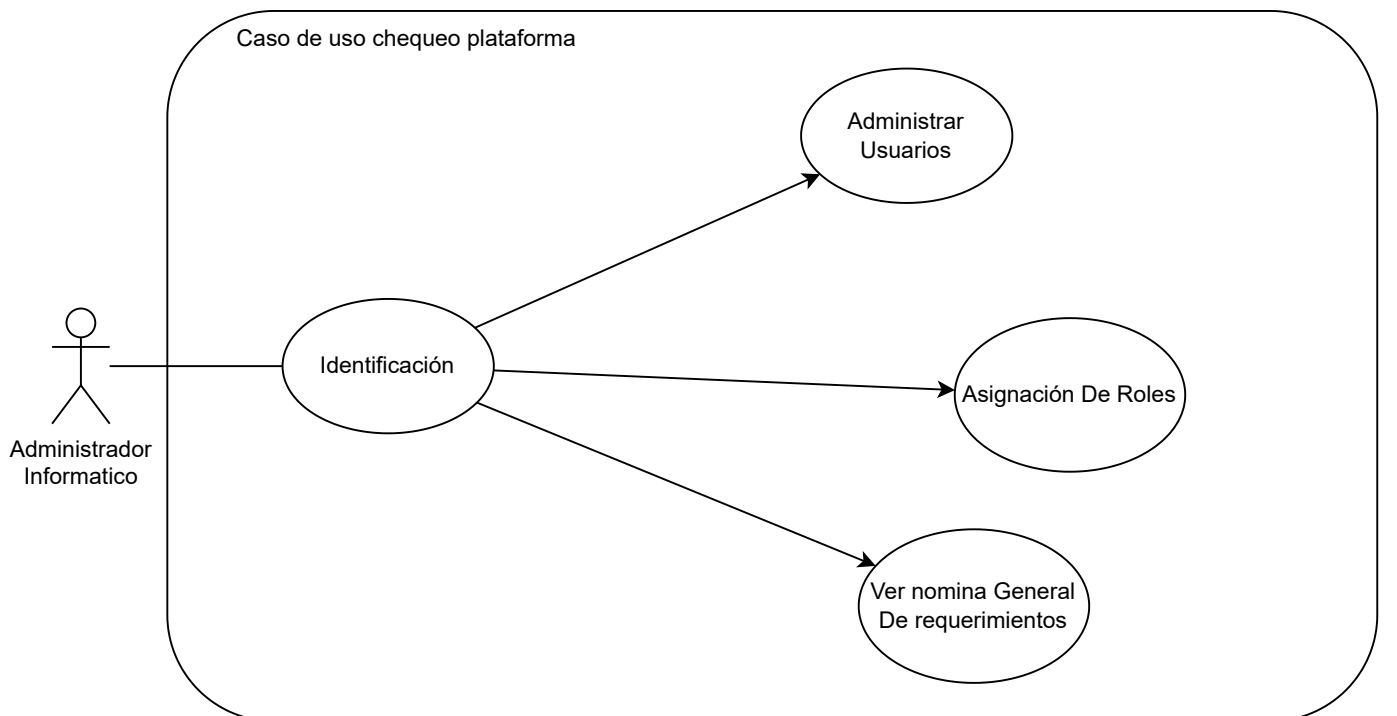 Caso de uso chequeo plataforma
Administrar
Usuarios
Identificación
Asignación De Roles
Administrador
Informatico
Ver nomina General
De requerimientos